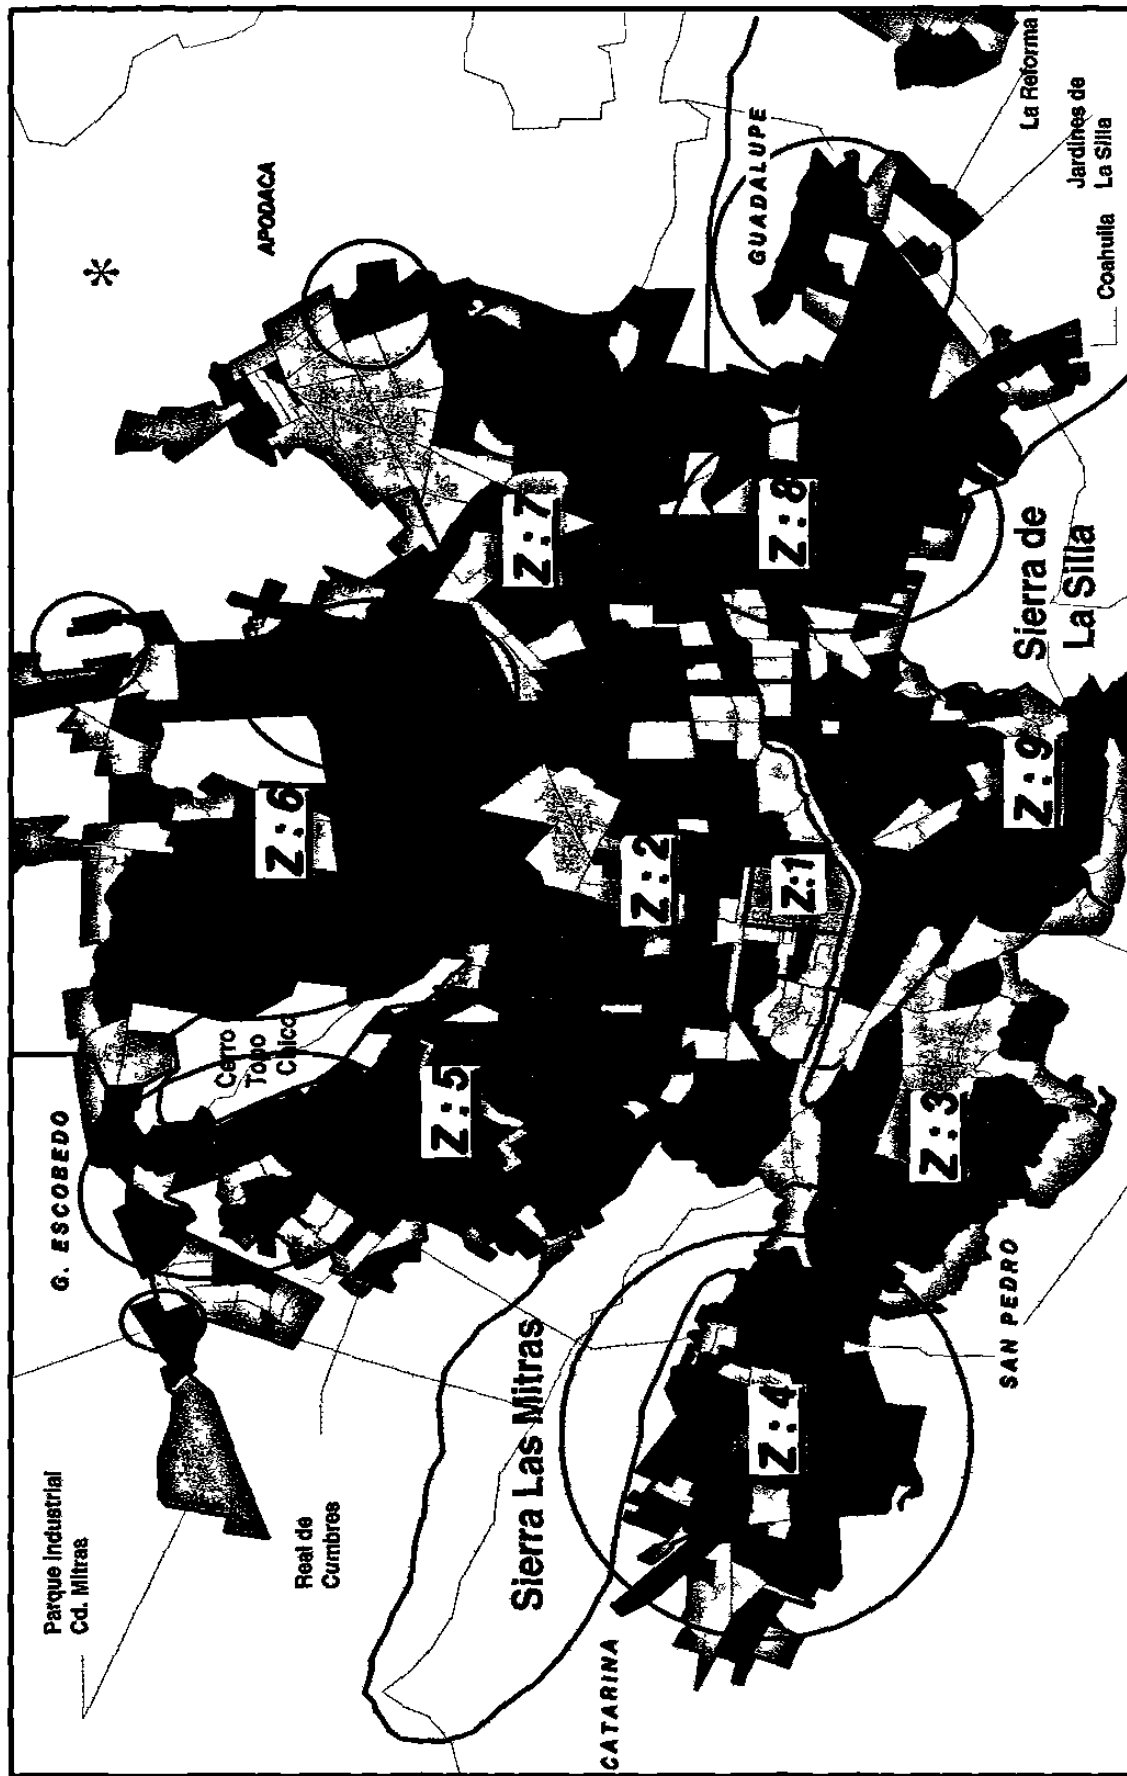 Parque Industrial
Cd. Mitras
Real de
Cumbres
G. ESCOBEDO
Cerro
Topo
Chico
APODACA
Z:6
Z:7
Z:5
Z:2
Z:1
Z:8
GUADALUPE
Sierra Las Mitras
CATARINA
Z:4
Z:3
SAN PEDRO
Z:9
Sierra de
La Silla
La Reforma
Jardines de
La Silla
Coahuila